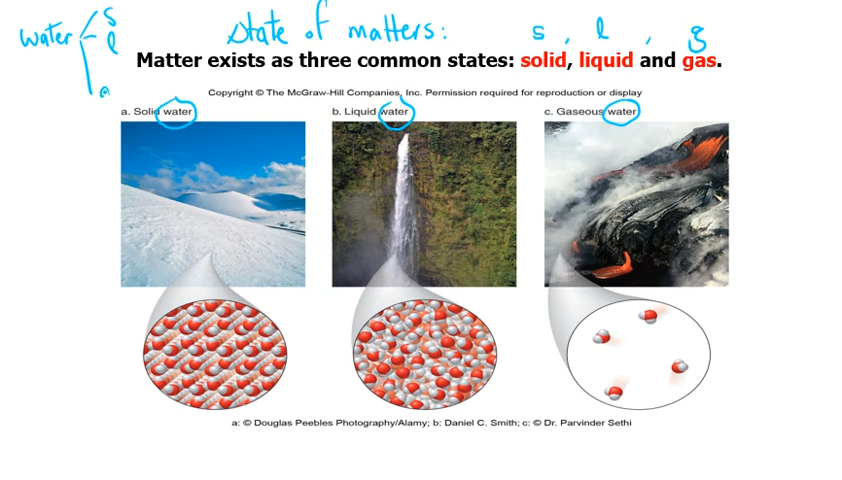 State of matters: s, l, g
water s
l
g
Matter exists as three common states: solid, liquid and gas.
Copyright © The McGraw-Hill Companies, Inc. Permission required for reproduction or display
a. Solid water
b. Liquid water
c. Gaseous water
a: © Douglas Peebles Photography/Alamy; b: Daniel C. Smith; c: © Dr. Parvinder Sethi